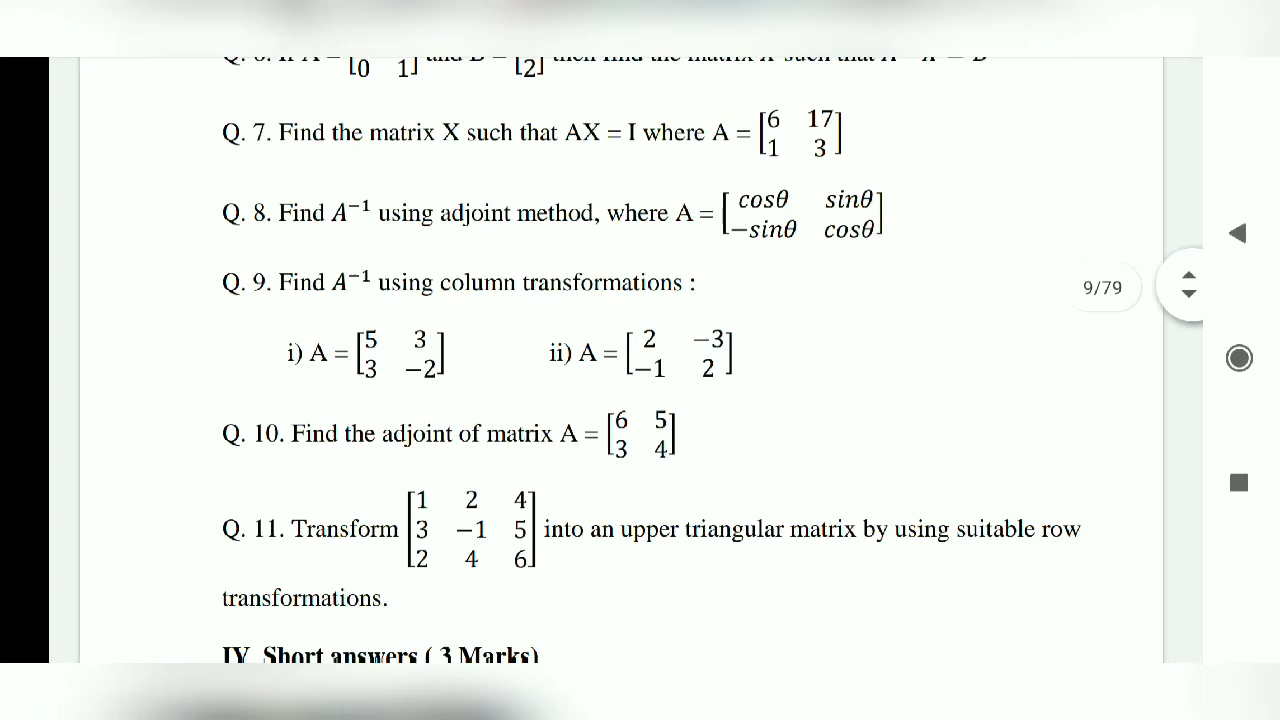 [0 1] [2]
Q. 7. Find the matrix X such that AX = I where A = [6 17
1 3]
Q. 8. Find A⁻¹ using adjoint method, where A = [cosθ sinθ
−sinθ cosθ]
Q. 9. Find A⁻¹ using column transformations :
i) A = [5 3
3 −2] ii) A = [2 −3
−1 2]
Q. 10. Find the adjoint of matrix A = [6 5
3 4]
Q. 11. Transform [1 2 4
3 −1 5
2 4 6] into an upper triangular matrix by using suitable row
transformations.
IV Short answers ( 3 Marks)
9/79